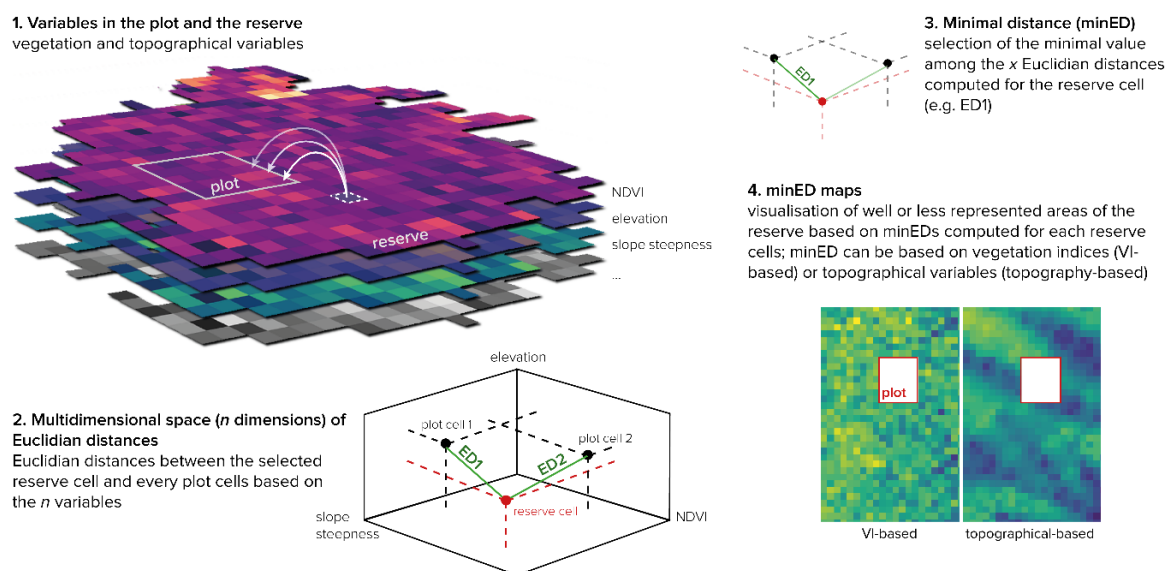 1. Variables in the plot and the reserve
vegetation and topographical variables
plot
reserve
NDVI
elevation
slope steepness
...
2. Multidimensional space (n dimensions) of
Euclidian distances
Euclidian distances between the selected
reserve cell and every plot cells based on
the n variables
elevation
plot cell 1
plot cell 2
ED1
ED2
reserve cell
slope
steepness
NDVI
3. Minimal distance (minED)
selection of the minimal value
among the x Euclidian distances
computed for the reserve cell
(e.g. ED1)
ED1
4. minED maps
visualisation of well or less represented areas of the
reserve based on minEDs computed for each reserve
cells; minED can be based on vegetation indices (VI-
based) or topographical variables (topography-based)
plot
VI-based
topographical-based